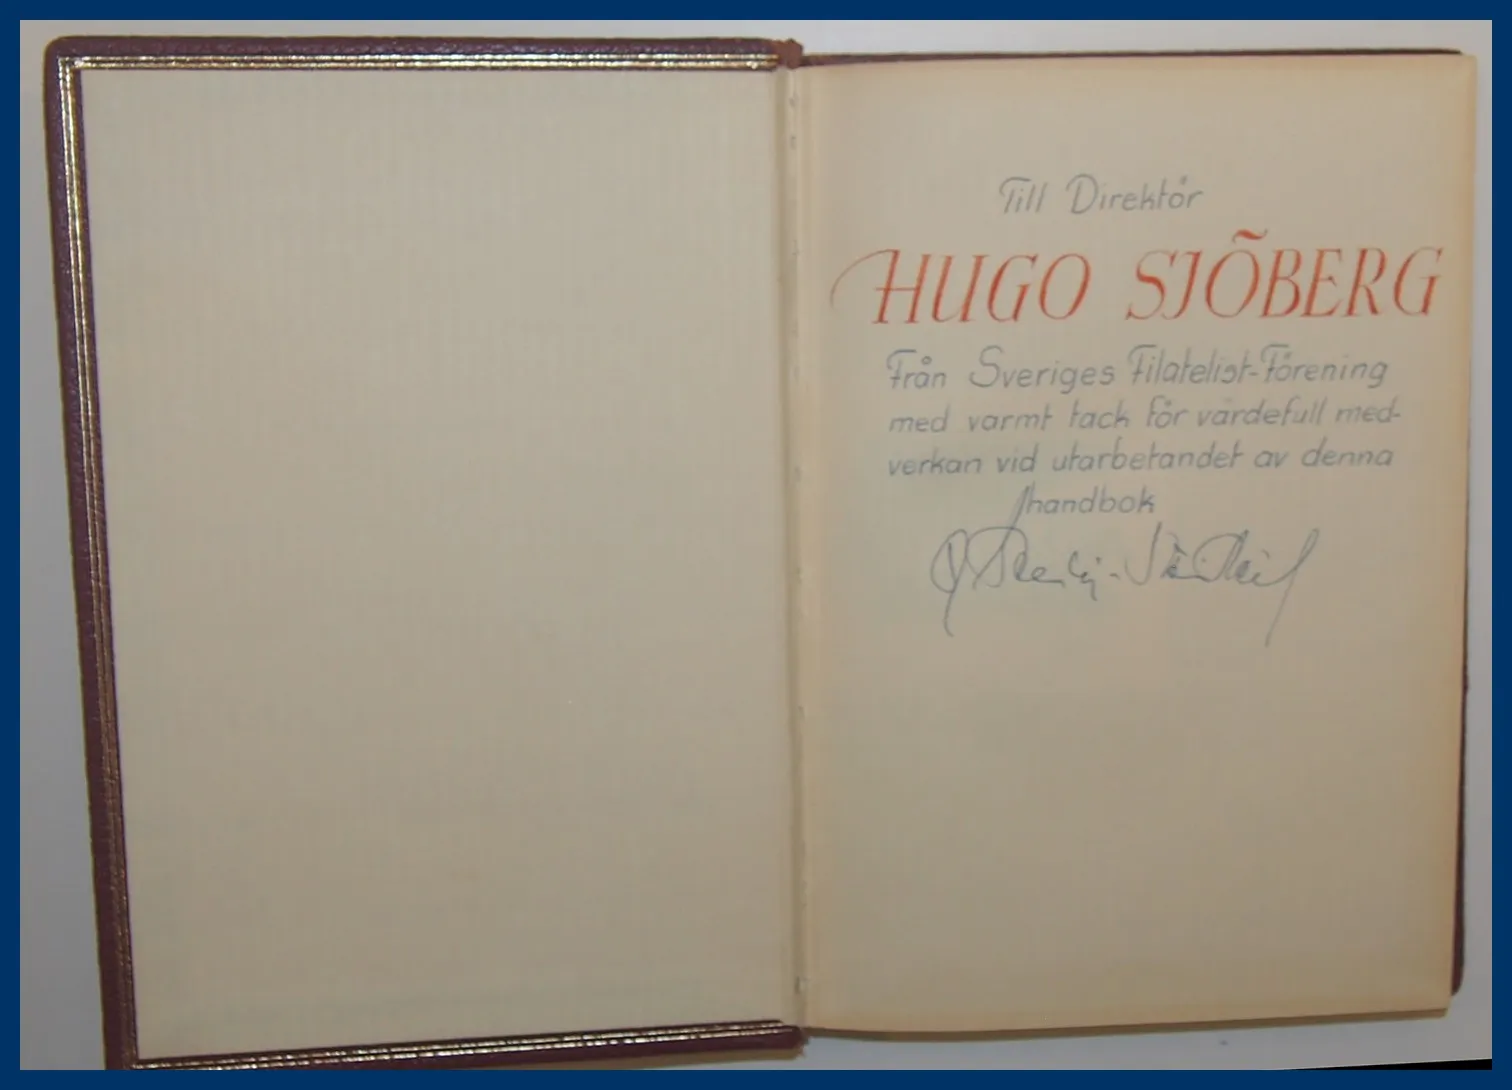 Till Direktör
HUGO SJÖBERG
Från Sveriges Filatelist-Förening
med varmt tack för värdefull med-
verkan vid utarbetandet av denna
handbok